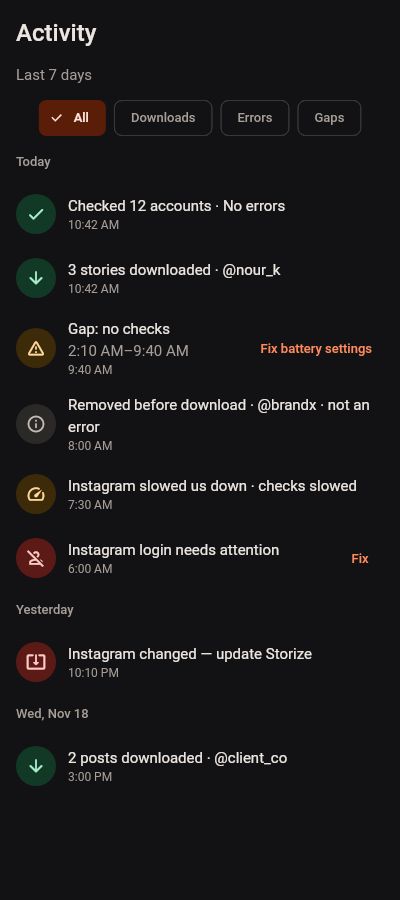 Activity
Last 7 days
All
Downloads
Errors
Gaps
Today
Checked 12 accounts · No errors
10:42 AM
3 stories downloaded · @nour_k
10:42 AM
Gap: no checks
2:10 AM–9:40 AM
Fix battery settings
9:40 AM
Removed before download · @brandx · not an
error
8:00 AM
Instagram slowed us down · checks slowed
7:30 AM
Instagram login needs attention
Fix
6:00 AM
Yesterday
Instagram changed — update Storize
10:10 PM
Wed, Nov 18
2 posts downloaded · @client_co
3:00 PM